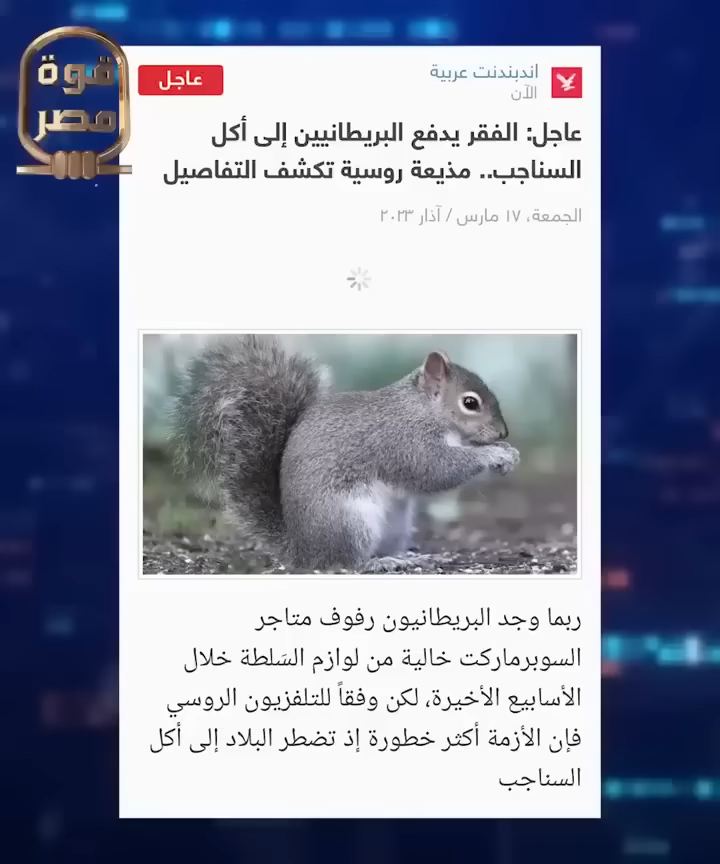 قوة
مصر
عاجل
اندبندنت عربية
الآن
عاجل: الفقر يدفع البريطانيين إلى أكل
السناجب.. مذيعة روسية تكشف التفاصيل
الجمعة، ١٧ مارس / آذار ٢٠٢٣
ربما وجد البريطانيون رفوف متاجر
السوبرماركت خالية من لوازم السَلطة خلال
الأسابيع الأخيرة، لكن وفقاً للتلفزيون الروسي
فإن الأزمة أكثر خطورة إذ تضطر البلاد إلى أكل
السناجب